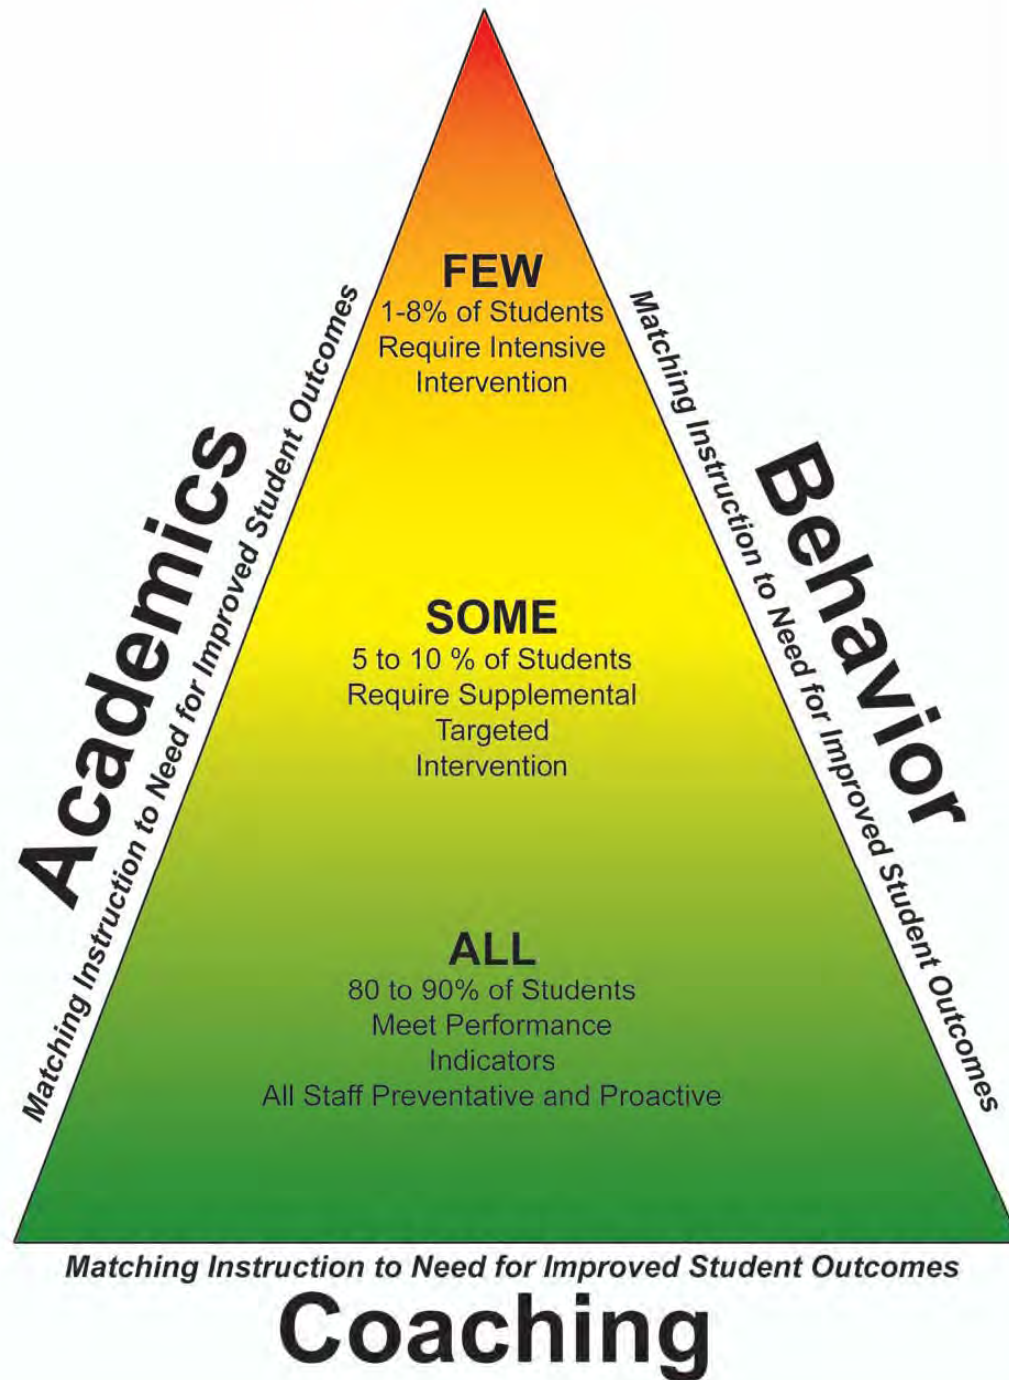 FEW
1-8% of Students
Require Intensive
Intervention
Academics
Matching Instruction to Need for Improved Student Outcomes
Matching Instruction to Need for Improved Student Outcomes
Behavior
SOME
5 to 10 % of Students
Require Supplemental
Targeted
Intervention
ALL
80 to 90% of Students
Meet Performance
Indicators
All Staff Preventative and Proactive
Matching Instruction to Need for Improved Student Outcomes
Coaching